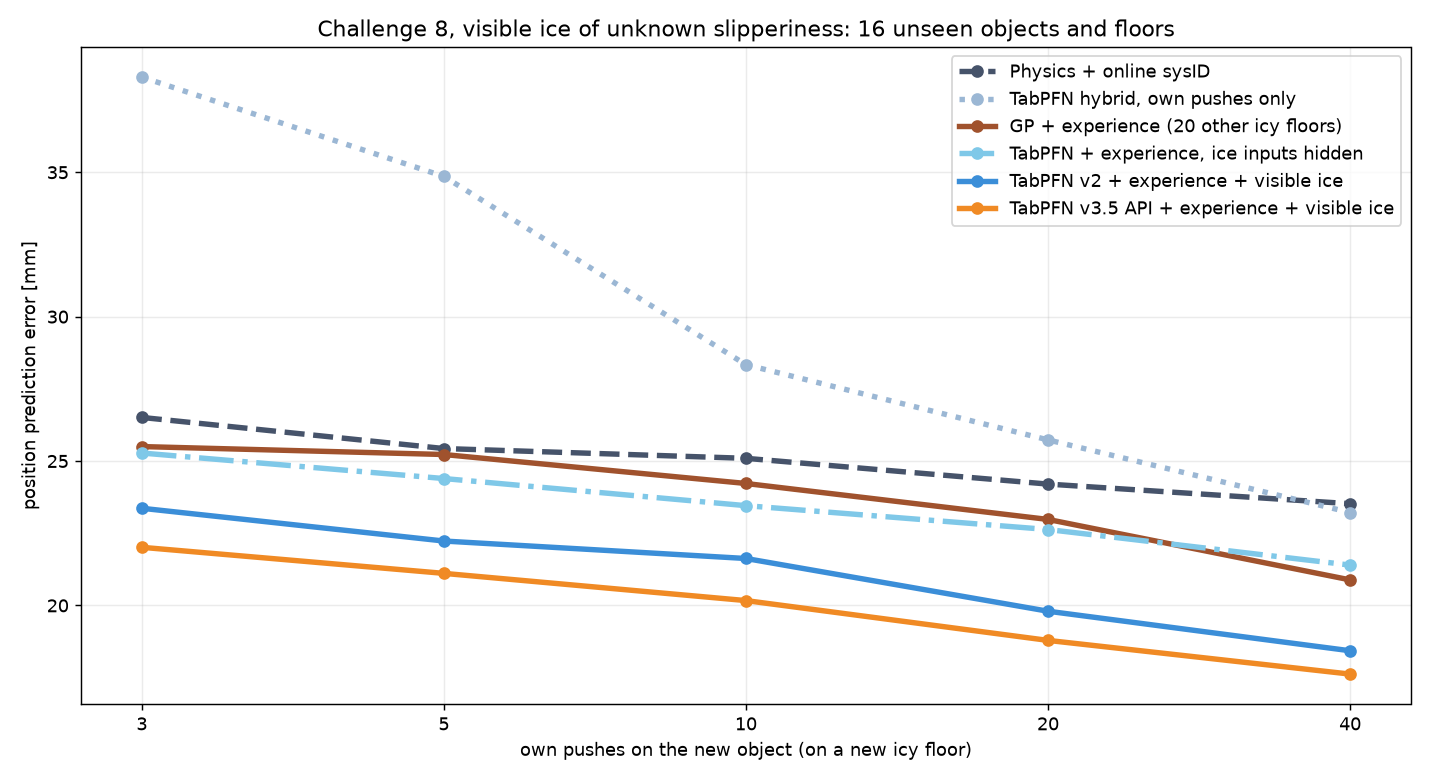 Challenge 8, visible ice of unknown slipperiness: 16 unseen objects and floors
Physics + online sysID
TabPFN hybrid, own pushes only
GP + experience (20 other icy floors)
TabPFN + experience, ice inputs hidden
TabPFN v2 + experience + visible ice
TabPFN v3.5 API + experience + visible ice
position prediction error [mm]
35
30
25
20
3 5 10 20 40
own pushes on the new object (on a new icy floor)